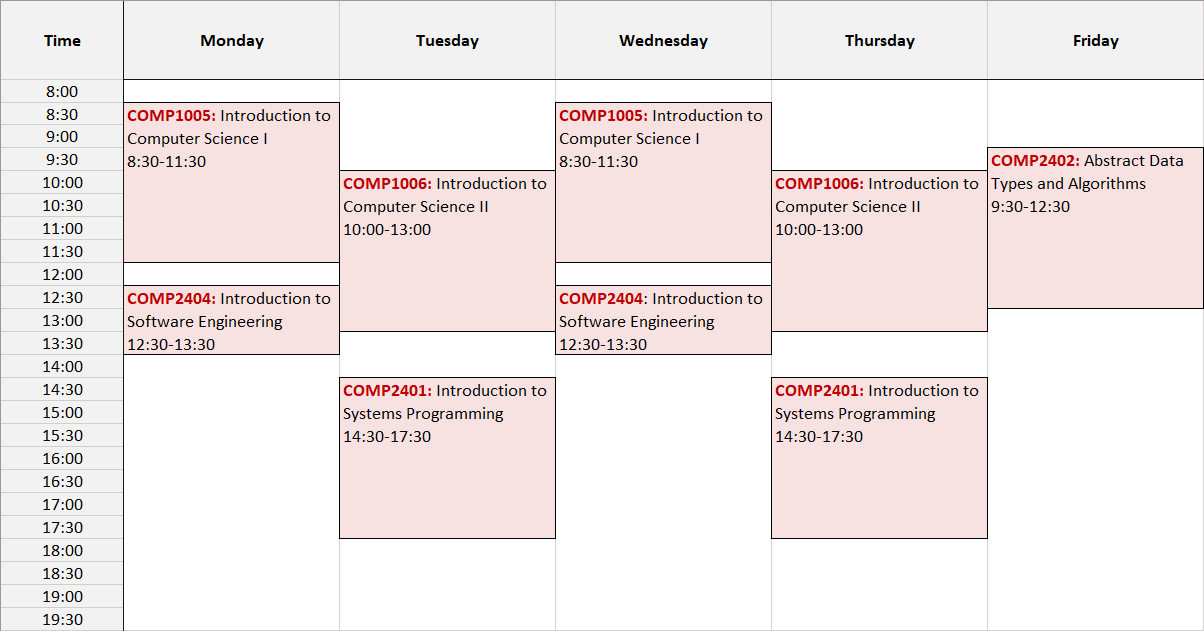 Time Monday Tuesday Wednesday Thursday Friday
8:00
8:30
9:00
9:30
10:00
10:30
11:00
11:30
12:00
12:30
13:00
13:30
14:00
14:30
15:00
15:30
16:00
16:30
17:00
17:30
18:00
18:30
19:00
19:30
COMP1005: Introduction to
Computer Science I
8:30-11:30
COMP2404: Introduction to
Software Engineering
12:30-13:30
COMP1006: Introduction to
Computer Science II
10:00-13:00
COMP2401: Introduction to
Systems Programming
14:30-17:30
COMP1005: Introduction to
Computer Science I
8:30-11:30
COMP2404: Introduction to
Software Engineering
12:30-13:30
COMP1006: Introduction to
Computer Science II
10:00-13:00
COMP2401: Introduction to
Systems Programming
14:30-17:30
COMP2402: Abstract Data
Types and Algorithms
9:30-12:30